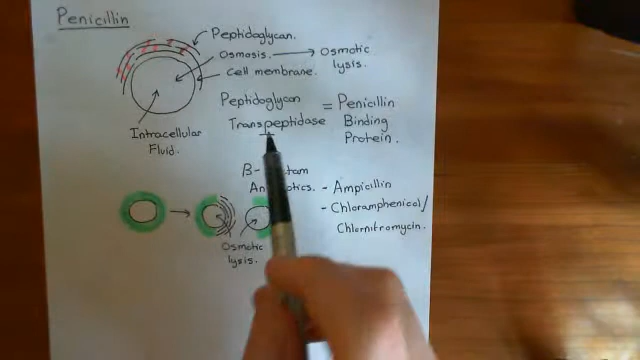 Penicillin
Peptidoglycan.
Osmosis. → Osmotic
lysis.
Cell membrane.
Intracellular
Fluid.
Peptidoglycan = Penicillin
Transpeptidase Binding
Protein.
Antibiotics. - Ampicillin
- Chloramphenicol/
Chlornitromycin.
Osmotic
lysis.